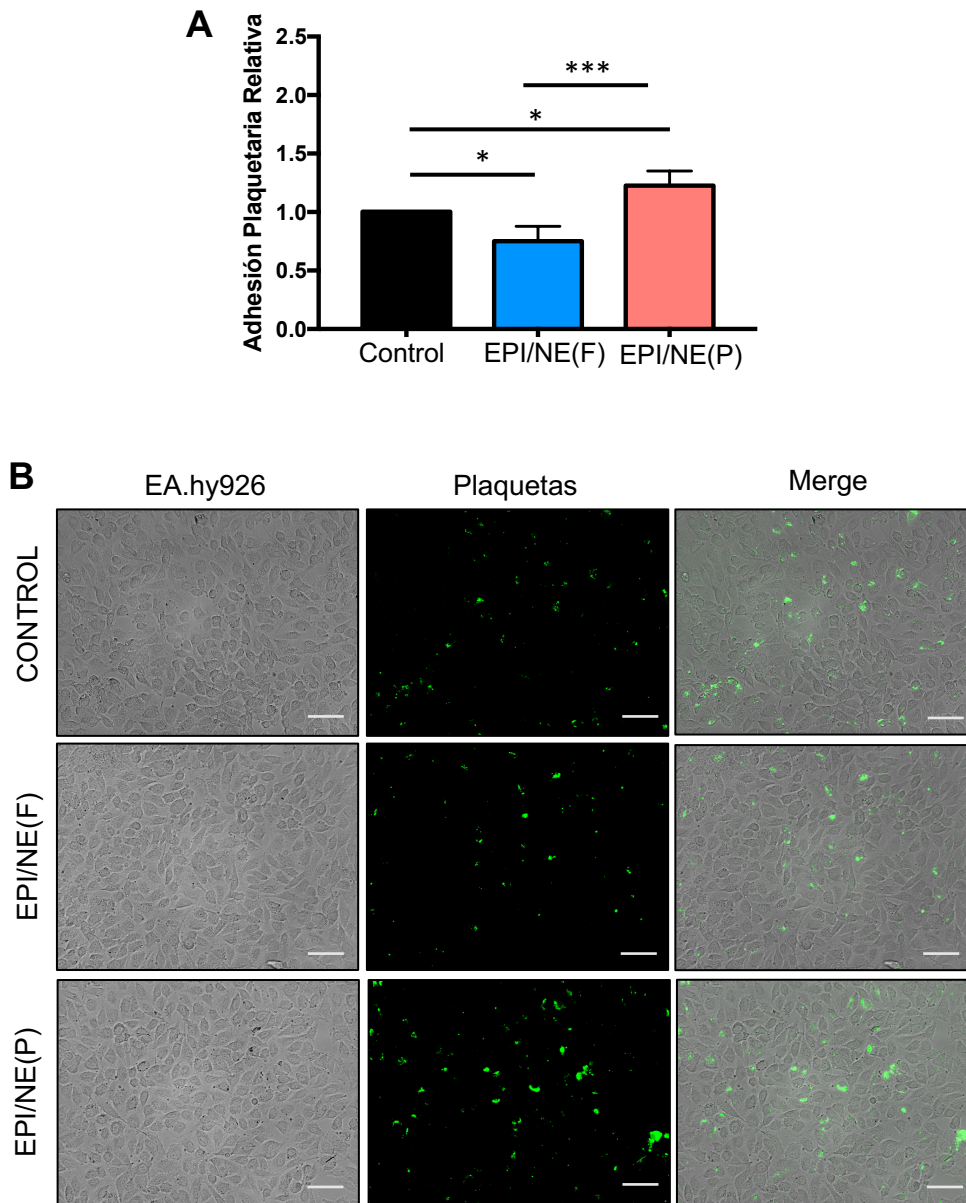 A
Adhesión Plaquetaria Relativa
2.5
2.0
1.5
1.0
0.5
0.0
***
*
*
Control EPI/NE(F) EPI/NE(P)
B
EA.hy926 Plaquetas Merge
CONTROL
EPI/NE(F)
EPI/NE(P)